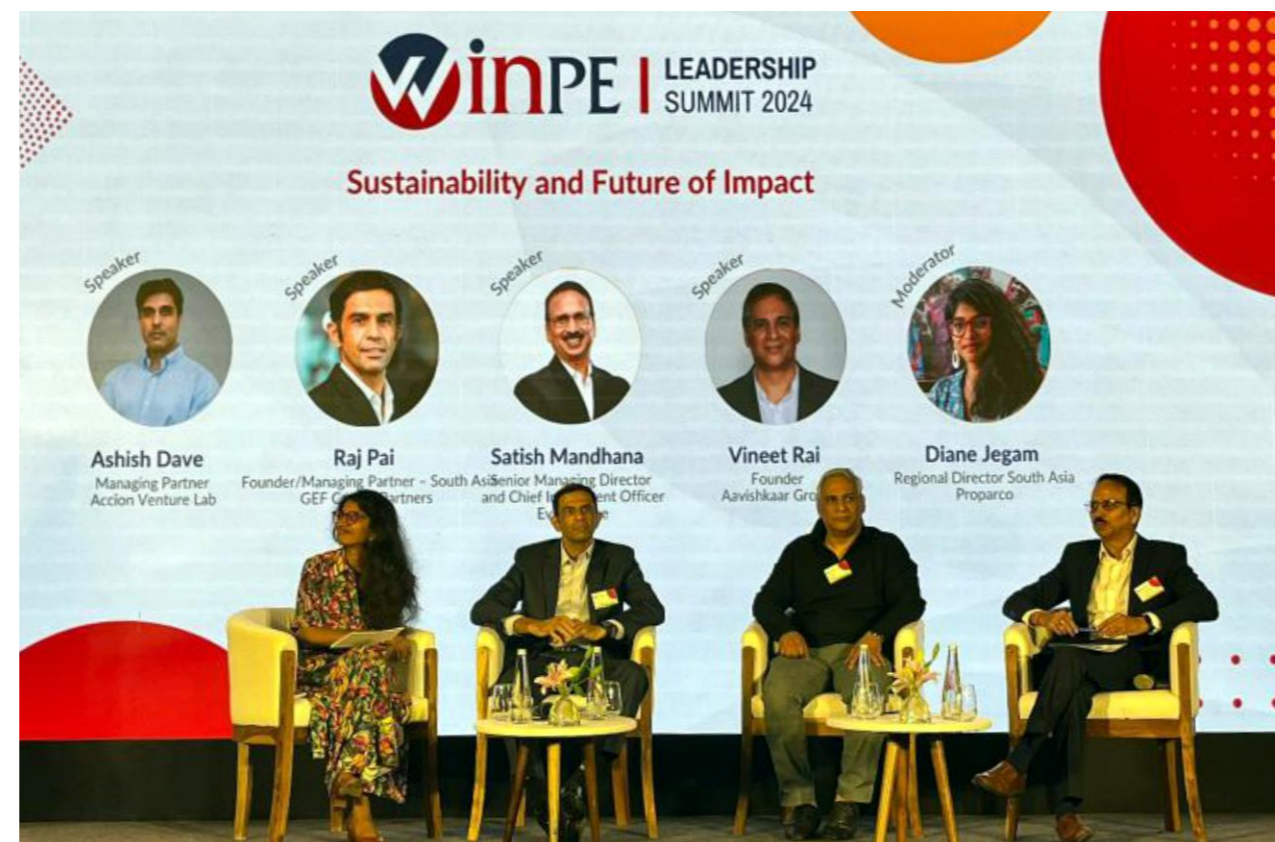 WinPE | LEADERSHIP
SUMMIT 2024
Sustainability and Future of Impact
Speaker
Speaker
Speaker
Speaker
Moderator
Ashish Dave
Managing Partner
Accion Venture Lab
Raj Pai
Founder/Managing Partner – South Asia
GEF Partners
Satish Mandhana
Senior Managing Director
and Chief Officer
Vineet Rai
Founder
Aavishkaar
Diane Jegam
Regional Director South Asia
Proparco